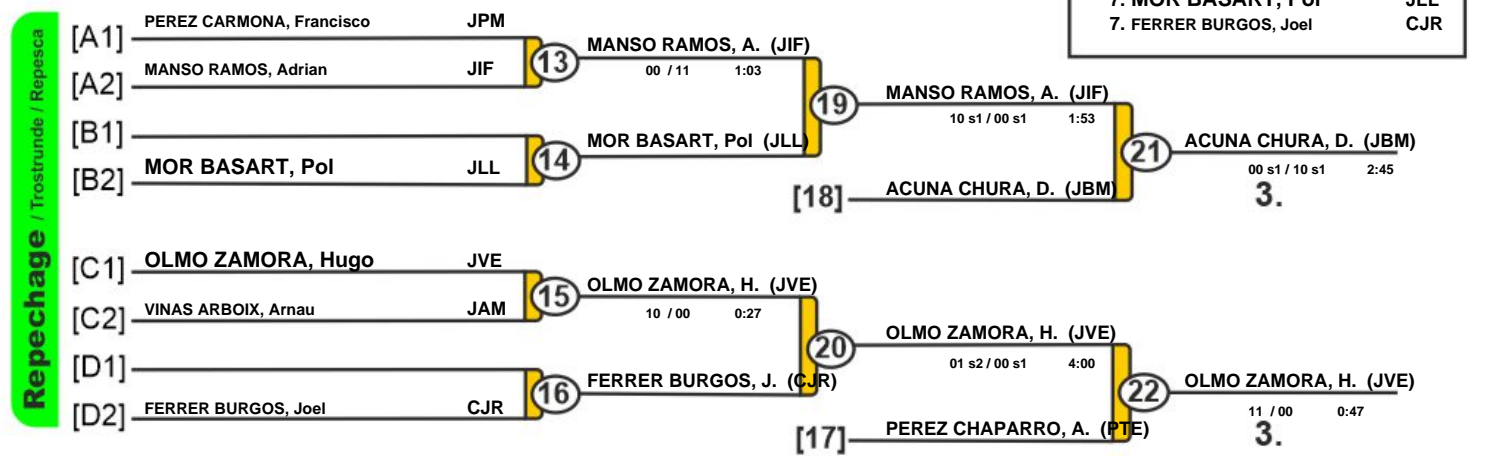 7. MOR BASART, Pol JLL
7. FERRER BURGOS, Joel CJR
Repechage / Trostrunde / Repesca
[A1] PEREZ CARMONA, Francisco JPM
[A2] MANSO RAMOS, Adrian JIF
13 MANSO RAMOS, A. (JIF)
00 / 11 1:03
[B1]
[B2] MOR BASART, Pol JLL
14 MOR BASART, Pol (JLL)
19 MANSO RAMOS, A. (JIF)
10 s1 / 00 s1 1:53
[18] ACUNA CHURA, D. (JBM)
21 ACUNA CHURA, D. (JBM)
00 s1 / 10 s1 2:45
3.
[C1] OLMO ZAMORA, Hugo JVE
[C2] VINAS ARBOIX, Arnau JAM
15 OLMO ZAMORA, H. (JVE)
10 / 00 0:27
[D1]
[D2] FERRER BURGOS, Joel CJR
16 FERRER BURGOS, J. (CJR)
20 OLMO ZAMORA, H. (JVE)
01 s2 / 00 s1 4:00
[17] PEREZ CHAPARRO, A. (PTE)
22 OLMO ZAMORA, H. (JVE)
11 / 00 0:47
3.